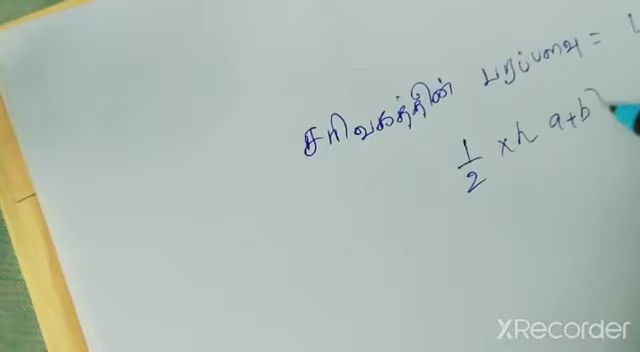 சரிவகத்தின் பரப்பளவு =
1/2 × h a+b)
XRecorder